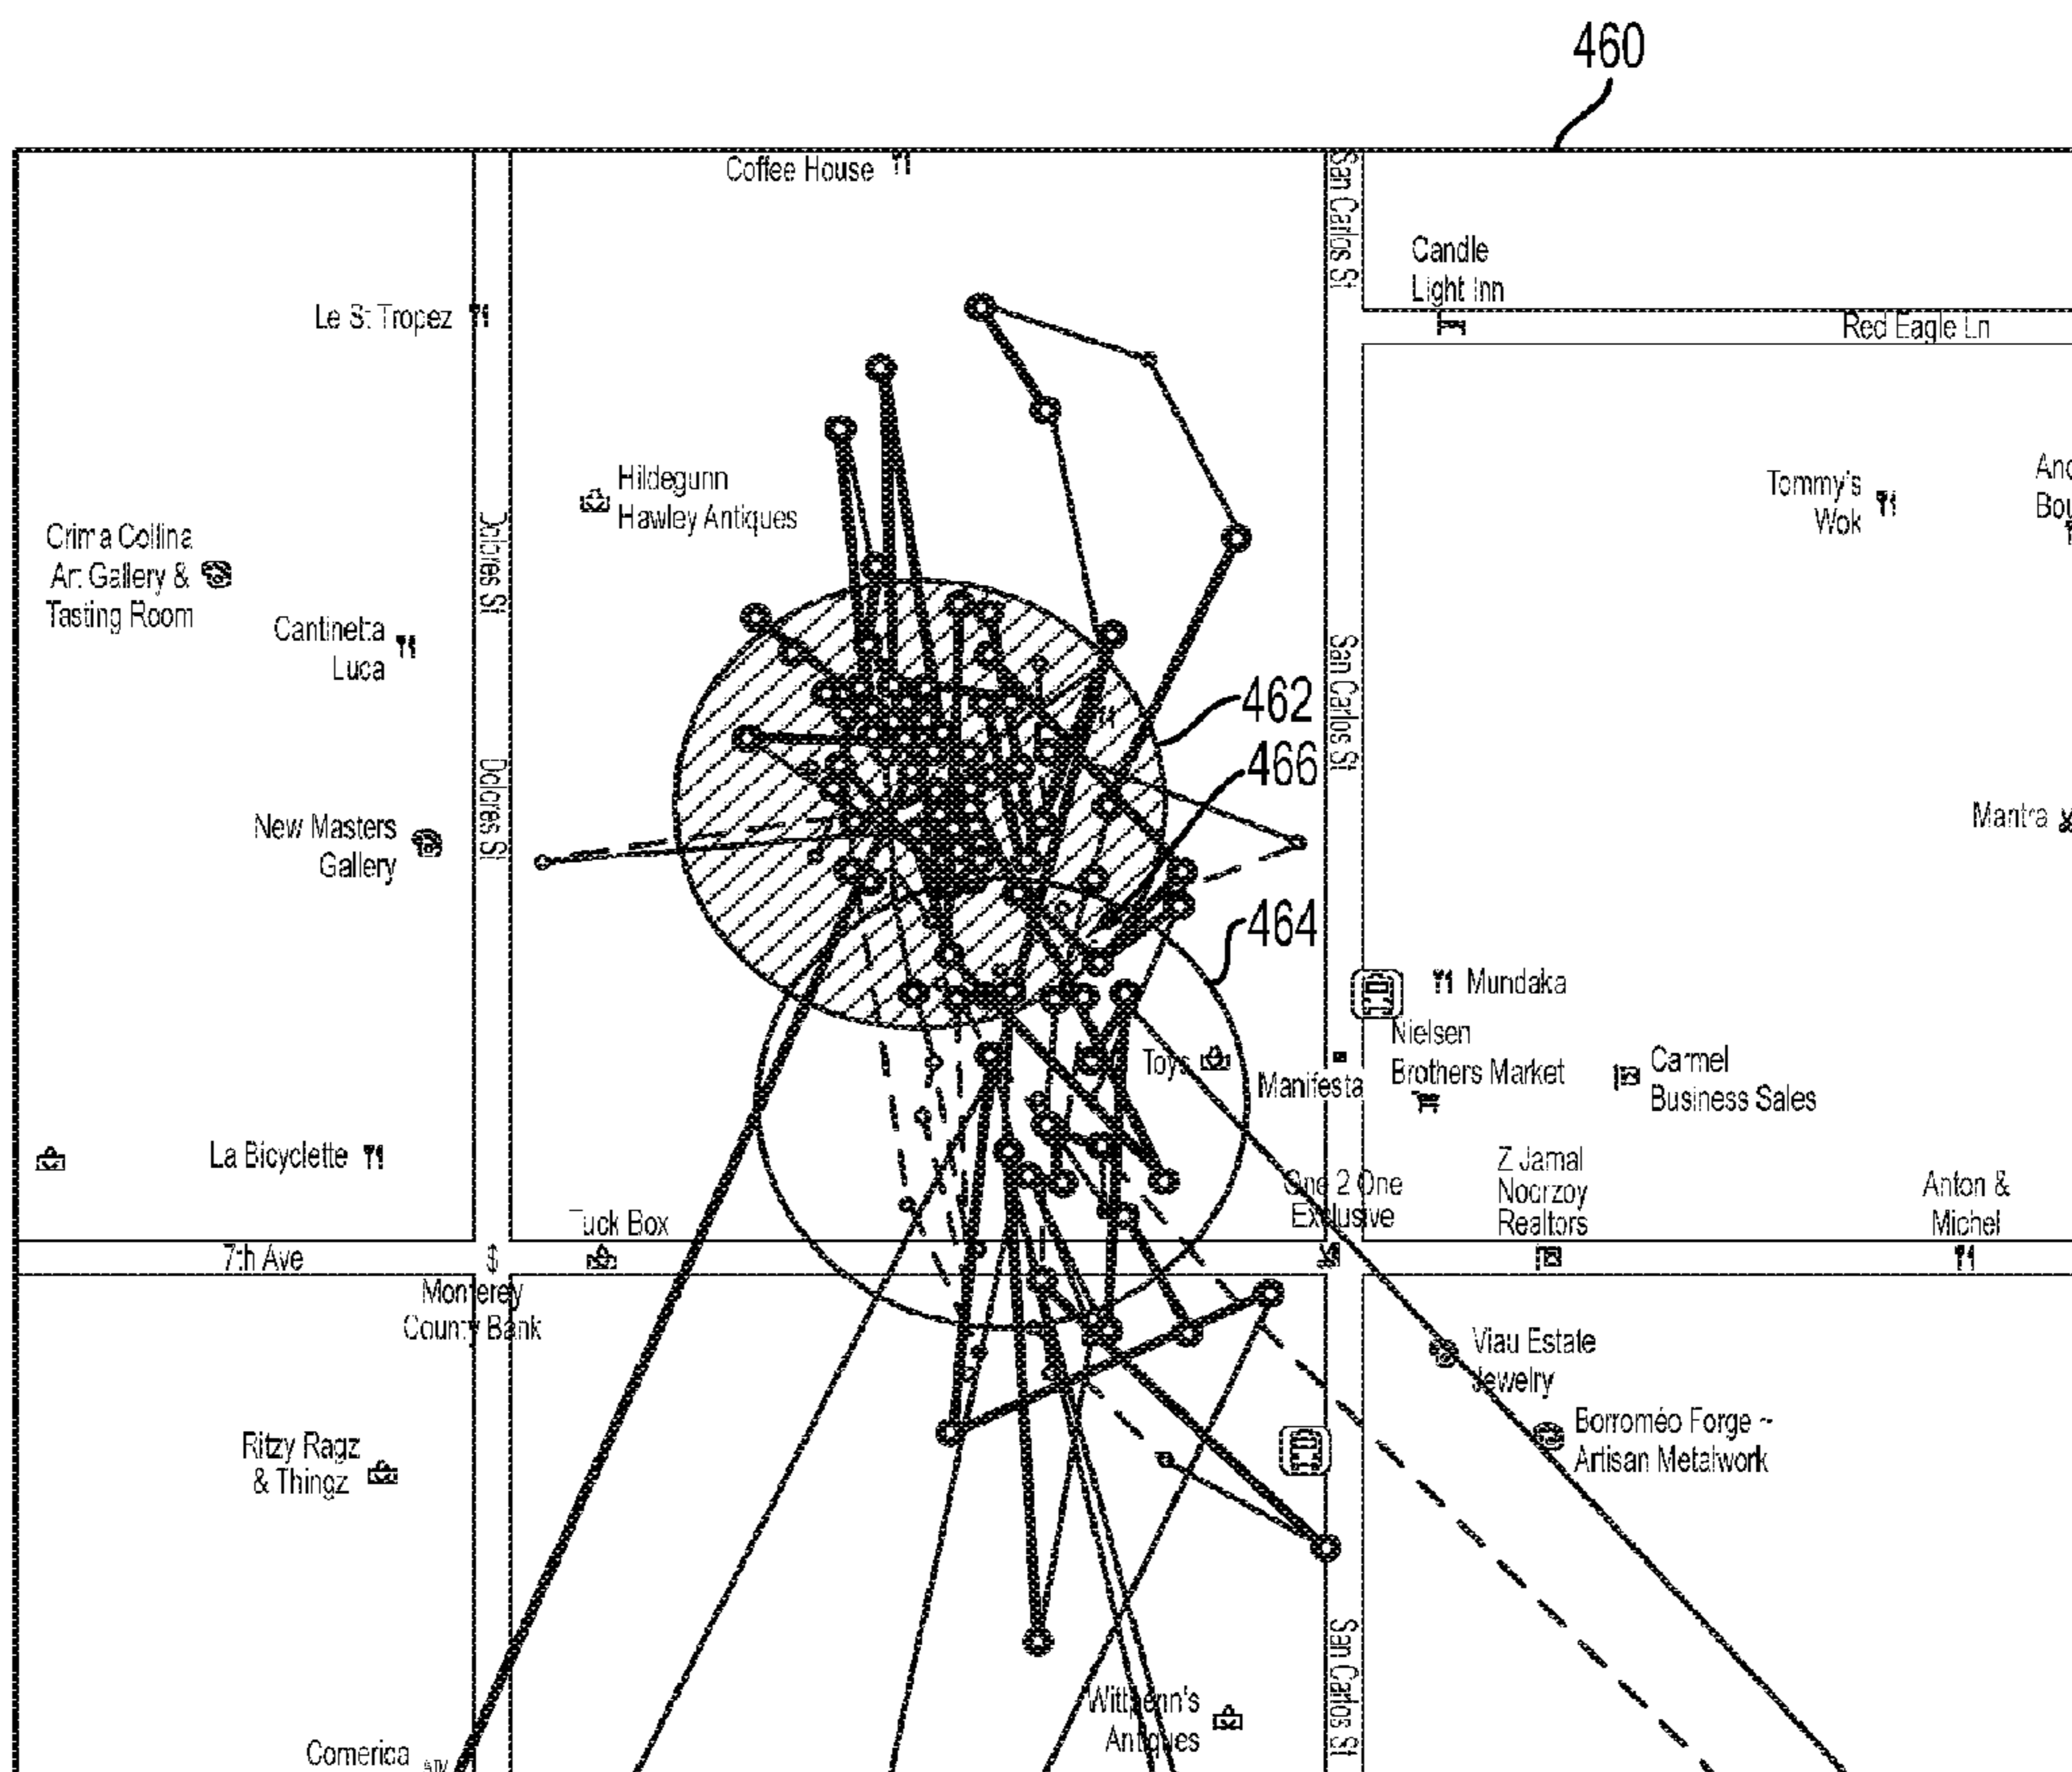 460
Coffee House
San Carlos St
Candle
Light Inn
Le St Tropez
Red Eagle Ln
Hildegunn
Hawley Antiques
Tommy's
Wok
Grima Collina
Art Gallery &
Tasting Room
Dolores St
Cantinetta
Luca
San Carlos St
462
466
Dolores St
New Masters
Gallery
Mantra
464
Mundaka
Nielsen
Brothers Market
Toys
Manifesta
Carmel
Business Sales
La Bicyclette
Z Jamal
Noorzoy
Realtors
One 2 One
Exclusive
Anton &
Michel
Tuck Box
7th Ave
$
Monterey
County Bank
Viau Estate
Jewelry
Borroméo Forge ~
Artisan Metalwork
Ritzy Ragz
& Thingz
San Carlos St
Wittpenn's
Antiques
Comerica